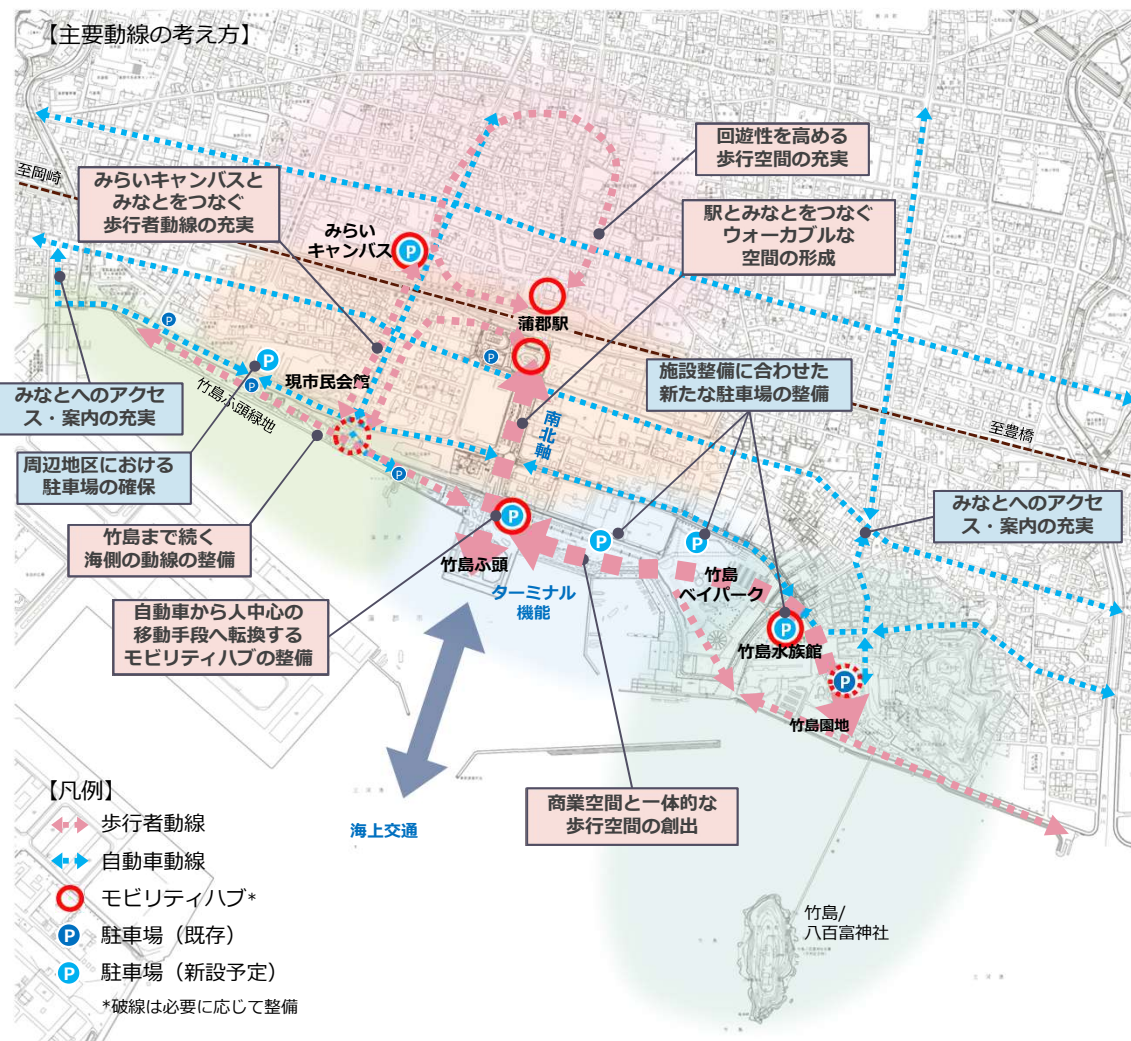 【主要動線の考え方】
至岡崎
みらいキャンバスと
みなとをつなぐ
歩行者動線の充実
回遊性を高める
歩行空間の充実
駅とみなとをつなぐ
ウォーカブルな
空間の形成
みらい
キャンバス
P
蒲郡駅
P
P
P
P
P
現市民会館
竹島ふ頭緑地
南北軸
施設整備に合わせた
新たな駐車場の整備
至豊橋
みなとへのアクセ
ス・案内の充実
周辺地区における
駐車場の確保
竹島まで続く
海側の動線の整備
自動車から人中心の
移動手段へ転換する
モビリティハブの整備
みなとへのアクセ
ス・案内の充実
P
竹島ふ頭
ターミナル
機能
P
P
竹島
ベイパーク
P
竹島水族館
P
竹島園地
商業空間と一体的な
歩行空間の創出
海上交通
竹島/
八百富神社
【凡例】
歩行者動線
自動車動線
モビリティハブ*
P 駐車場（既存）
P 駐車場（新設予定）
*破線は必要に応じて整備